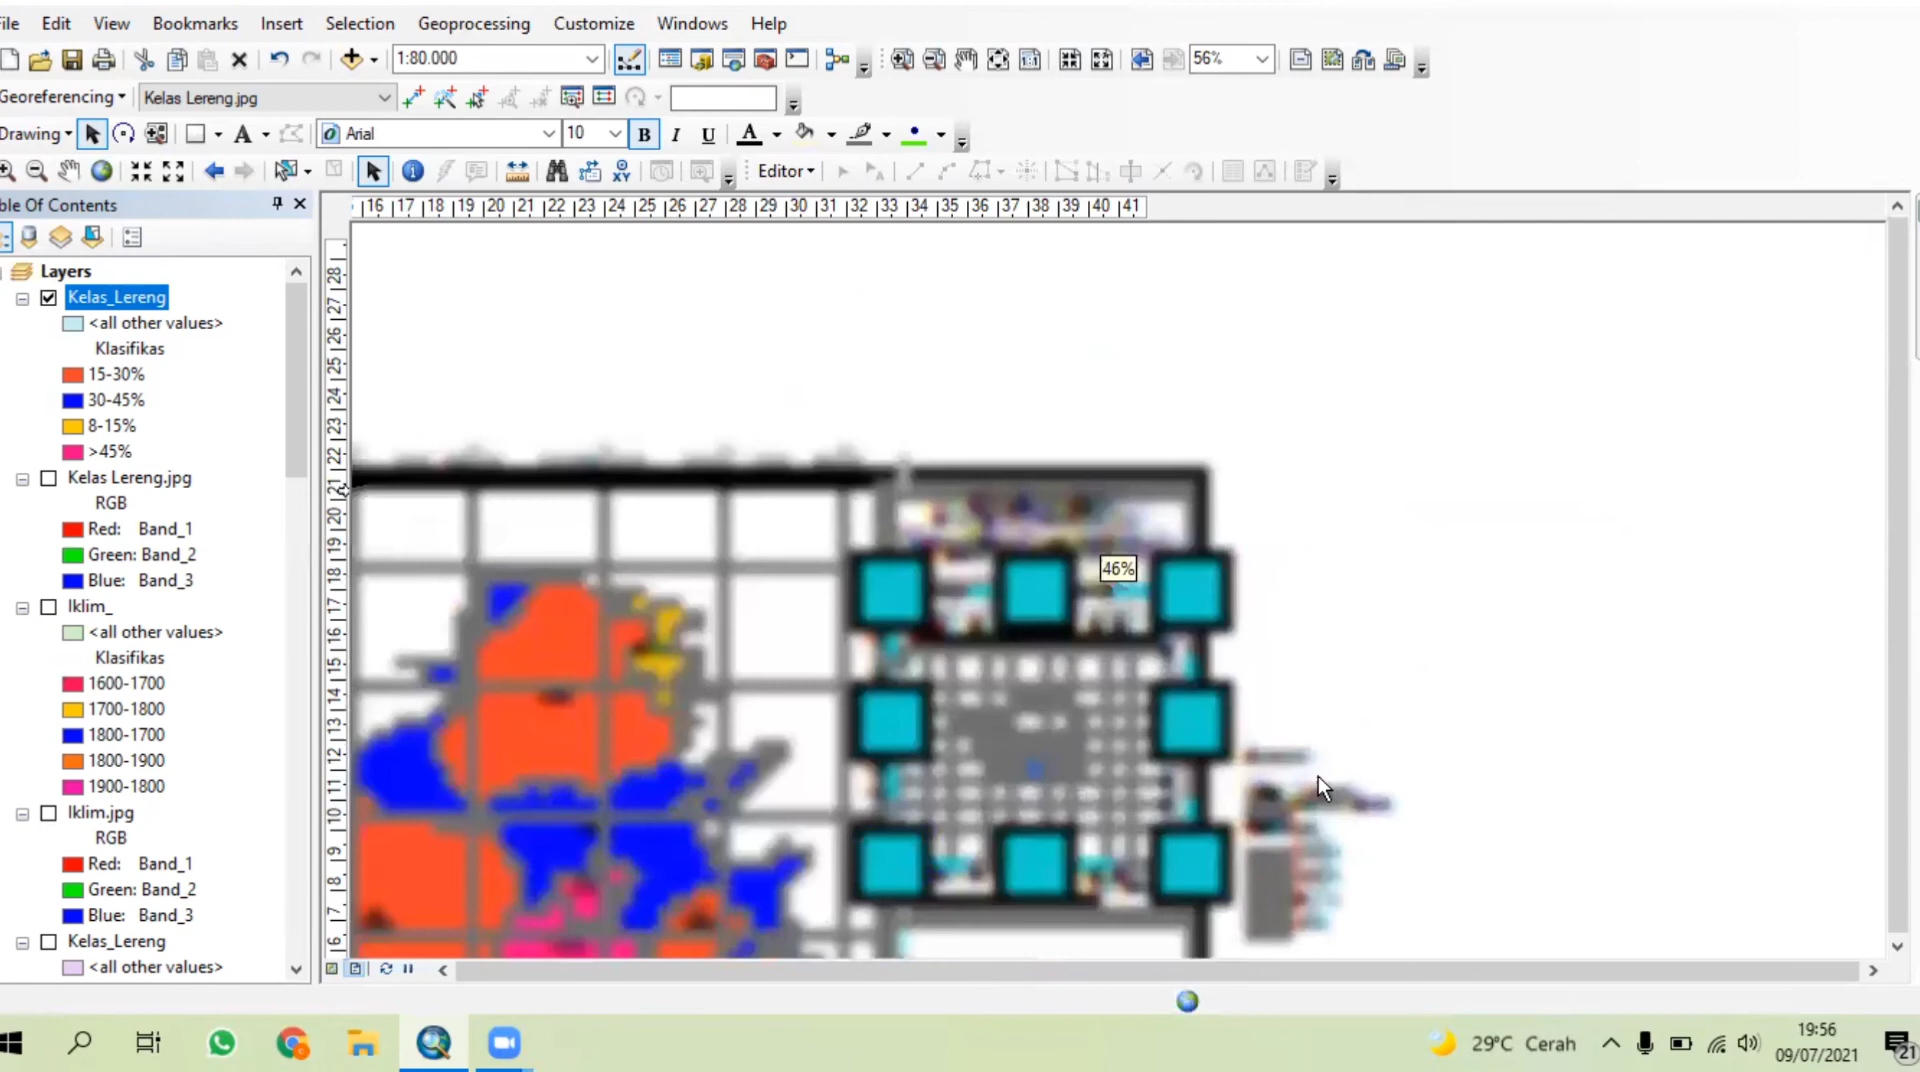 File Edit View Bookmarks Insert Selection Geoprocessing Customize Windows Help
1:80.000 56%
Georeferencing Kelas Lereng.jpg
Drawing A Arial 10 B I U A
Editor
ble Of Contents
16 17 18 19 20 21 22 23 24 25 26 27 28 29 30 31 32 33 34 35 36 37 38 39 40 41
28 27 26 25 24 23 22 21 20 19 18 17 16 15 14 13 12 11 10 9 8 7 6
Layers
Kelas_Lereng
<all other values>
Klasifikas
15-30%
30-45%
8-15%
>45%
Kelas Lereng.jpg
RGB
Red: Band_1
Green: Band_2
Blue: Band_3
Iklim_
<all other values>
Klasifikas
1600-1700
1700-1800
1800-1700
1800-1900
1900-1800
Iklim.jpg
RGB
Red: Band_1
Green: Band_2
Blue: Band_3
Kelas_Lereng
<all other values>
46%
29°C Cerah
19:56
09/07/2021
21